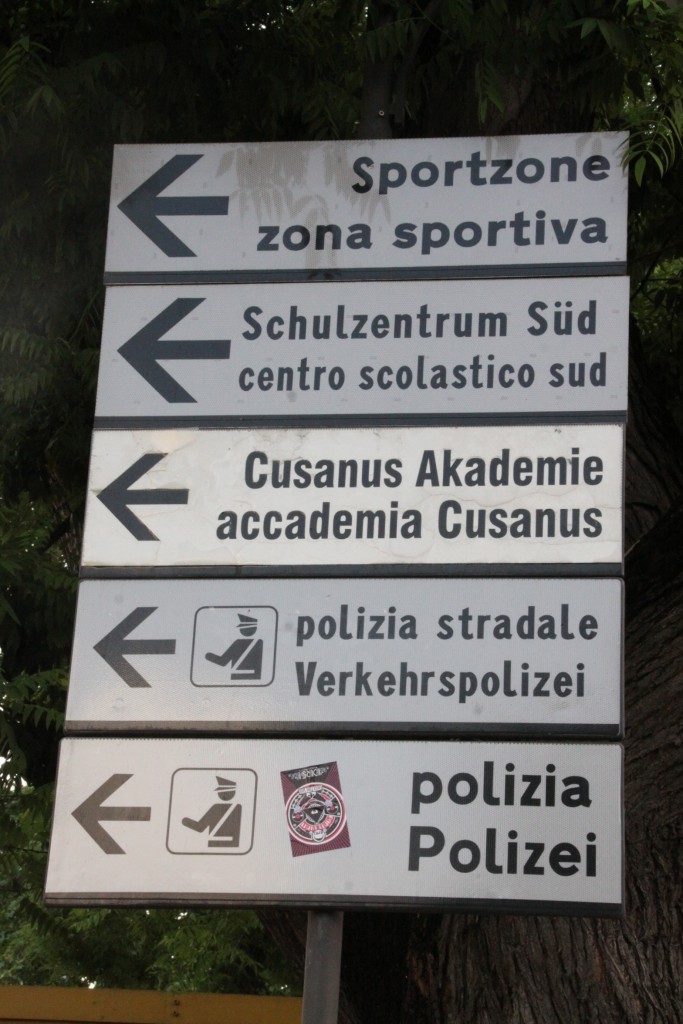 Sportzone
zona sportiva
Schulzentrum Süd
centro scolastico sud
Cusanus Akademie
accademia Cusanus
polizia stradale
Verkehrspolizei
polizia
Polizei